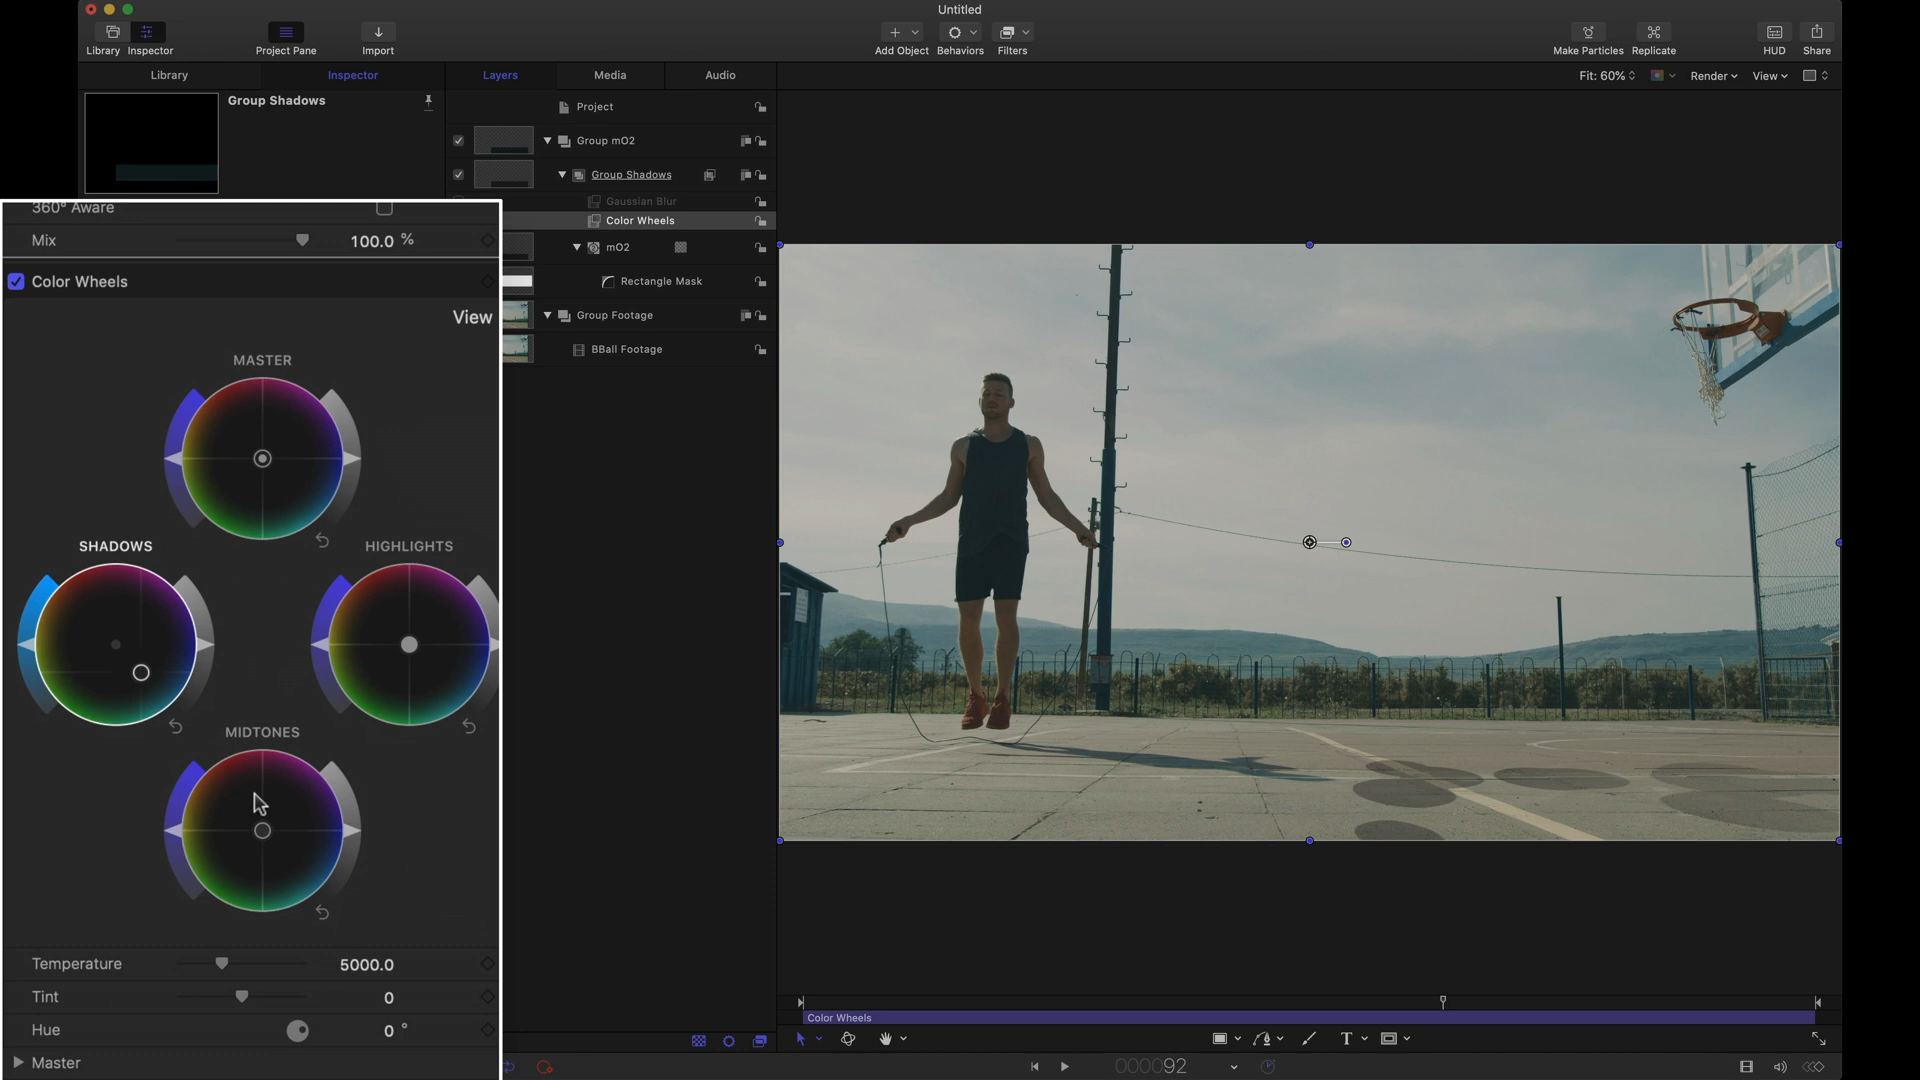 Untitled
Library
Inspector
Project Pane
Import
Add Object
Behaviors
Filters
Make Particles
Replicate
HUD
Share
Library
Inspector
Layers
Media
Audio
Fit: 60%
Render
View
Group Shadows
Project
Group mO2
Group Shadows
Gaussian Blur
Color Wheels
mO2
Rectangle Mask
Group Footage
BBall Footage
360° Aware
Mix
100.0 %
Color Wheels
View
MASTER
SHADOWS
HIGHLIGHTS
MIDTONES
Temperature
5000.0
Tint
0
Hue
0 °
Master
Color Wheels
T
000092